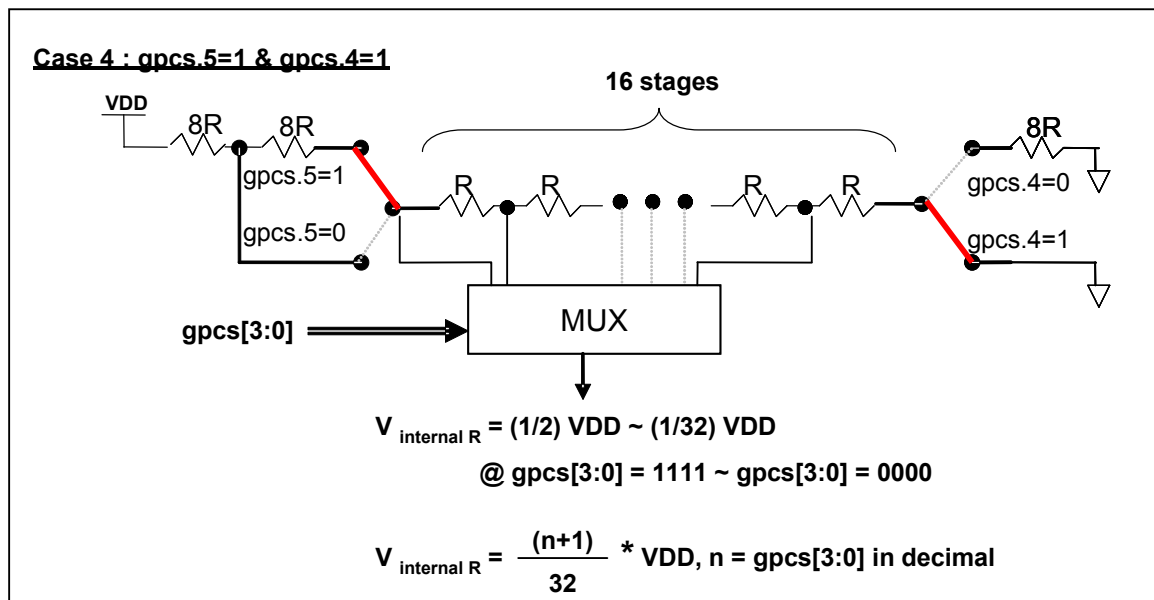 Case 4 : gpcs.5=1 & gpcs.4=1
16 stages
VDD
8R
8R
8R
gpcs.5=1
R
R
R
R
gpcs.4=0
gpcs.5=0
gpcs.4=1
gpcs[3:0]
MUX
V internal R = (1/2) VDD ~ (1/32) VDD
@ gpcs[3:0] = 1111 ~ gpcs[3:0] = 0000
V internal R = (n+1) / 32 * VDD, n = gpcs[3:0] in decimal